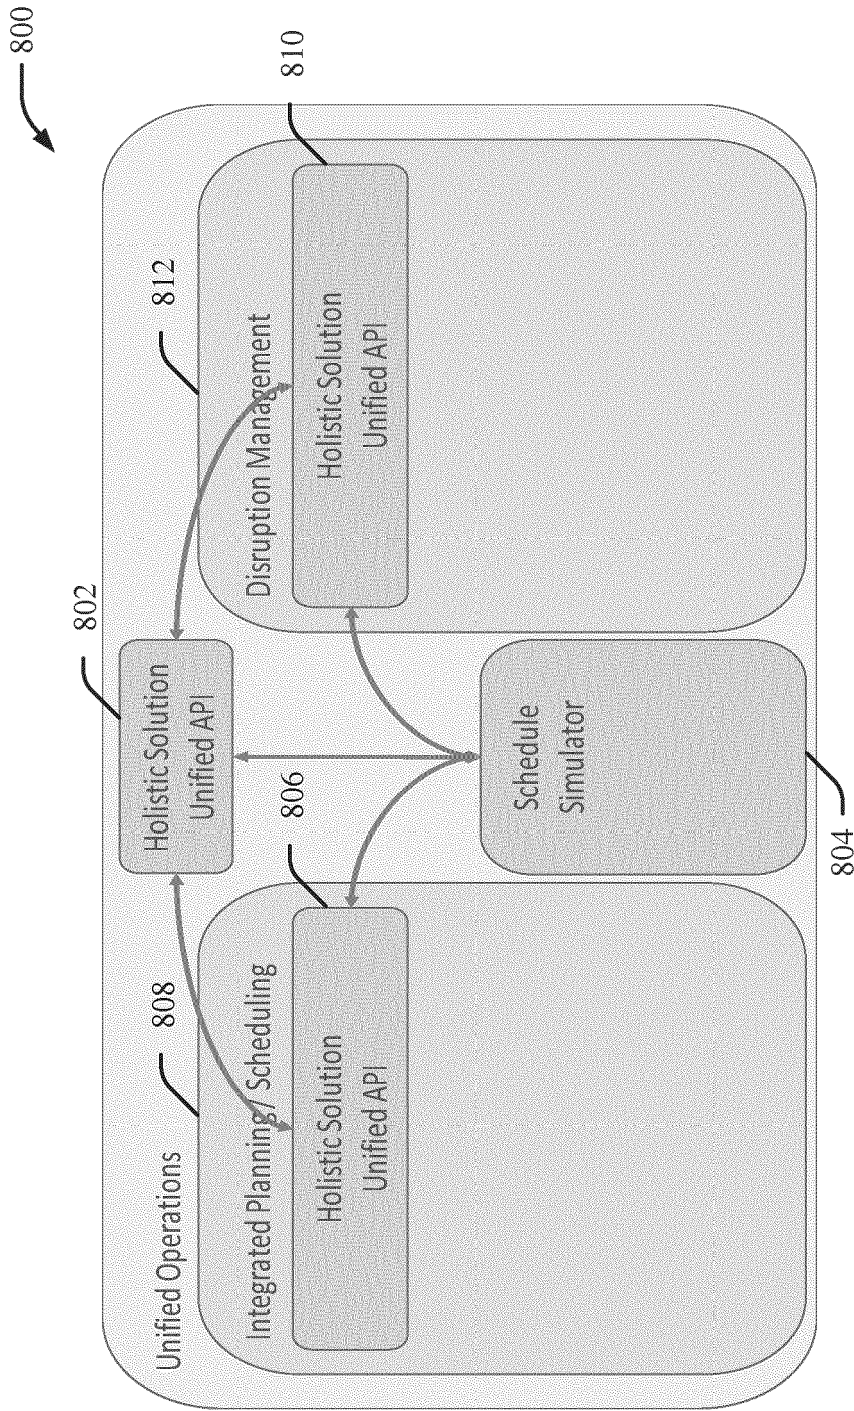 800
Unified Operations
802
Holistic Solution
Unified API
808
Integrated Planning/ Scheduling
806
Holistic Solution
Unified API
812
Disruption Management
810
Holistic Solution
Unified API
Schedule
Simulator
804